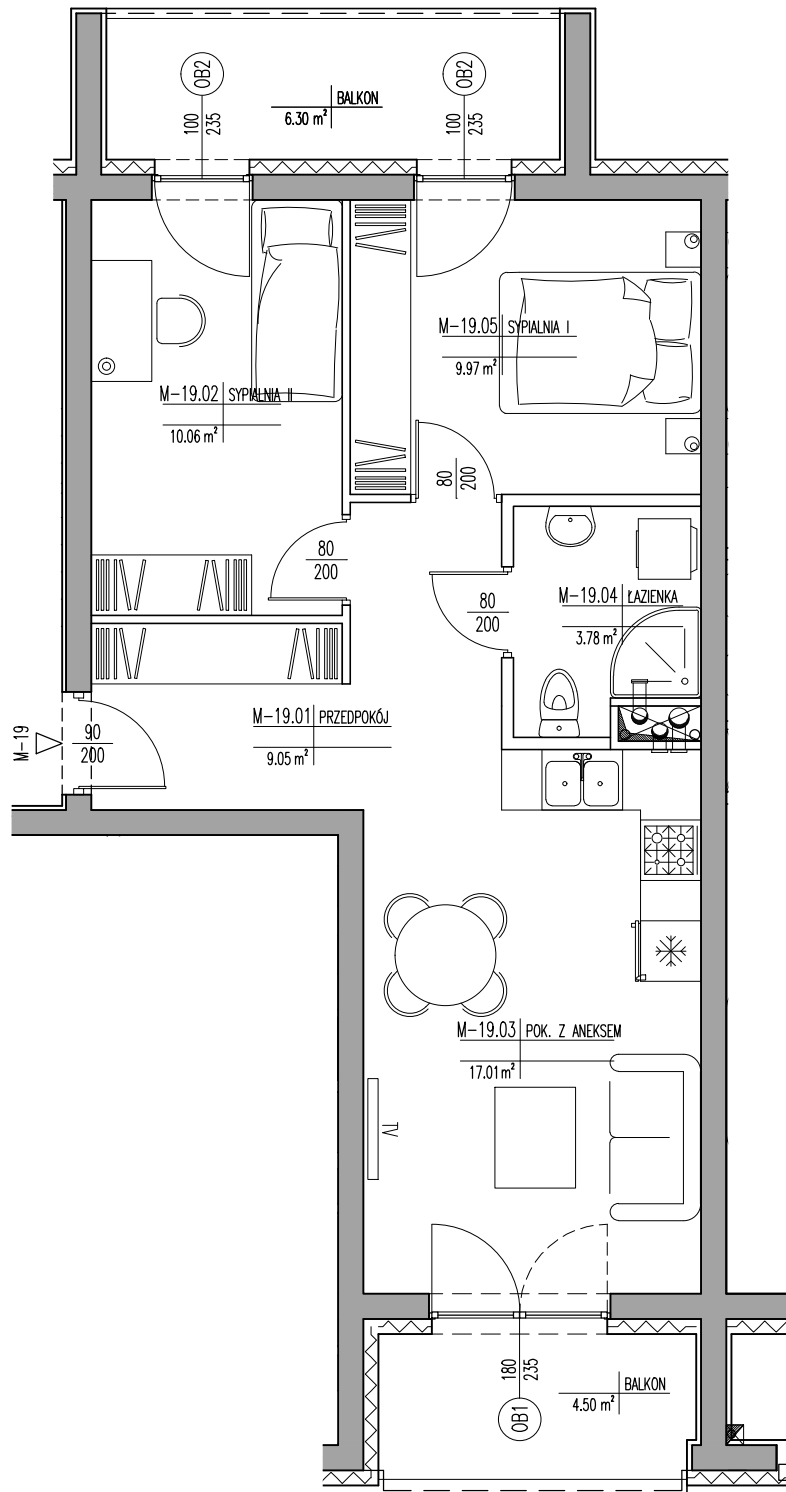 OB2
100
235
BALKON
6.30 m²
OB2
100
235
M-19.05 SYPIALNIA I
9.97 m²
M-19.02 SYPIALNIA II
10.06 m²
80
200
80
200
80
200
M-19.04 ŁAZIENKA
3.78 m²
M-19
90
200
M-19.01 PRZEDPOKÓJ
9.05 m²
M-19.03 POK. Z ANEKSEM
17.01 m²
TV
180
235
OB1
BALKON
4.50 m²